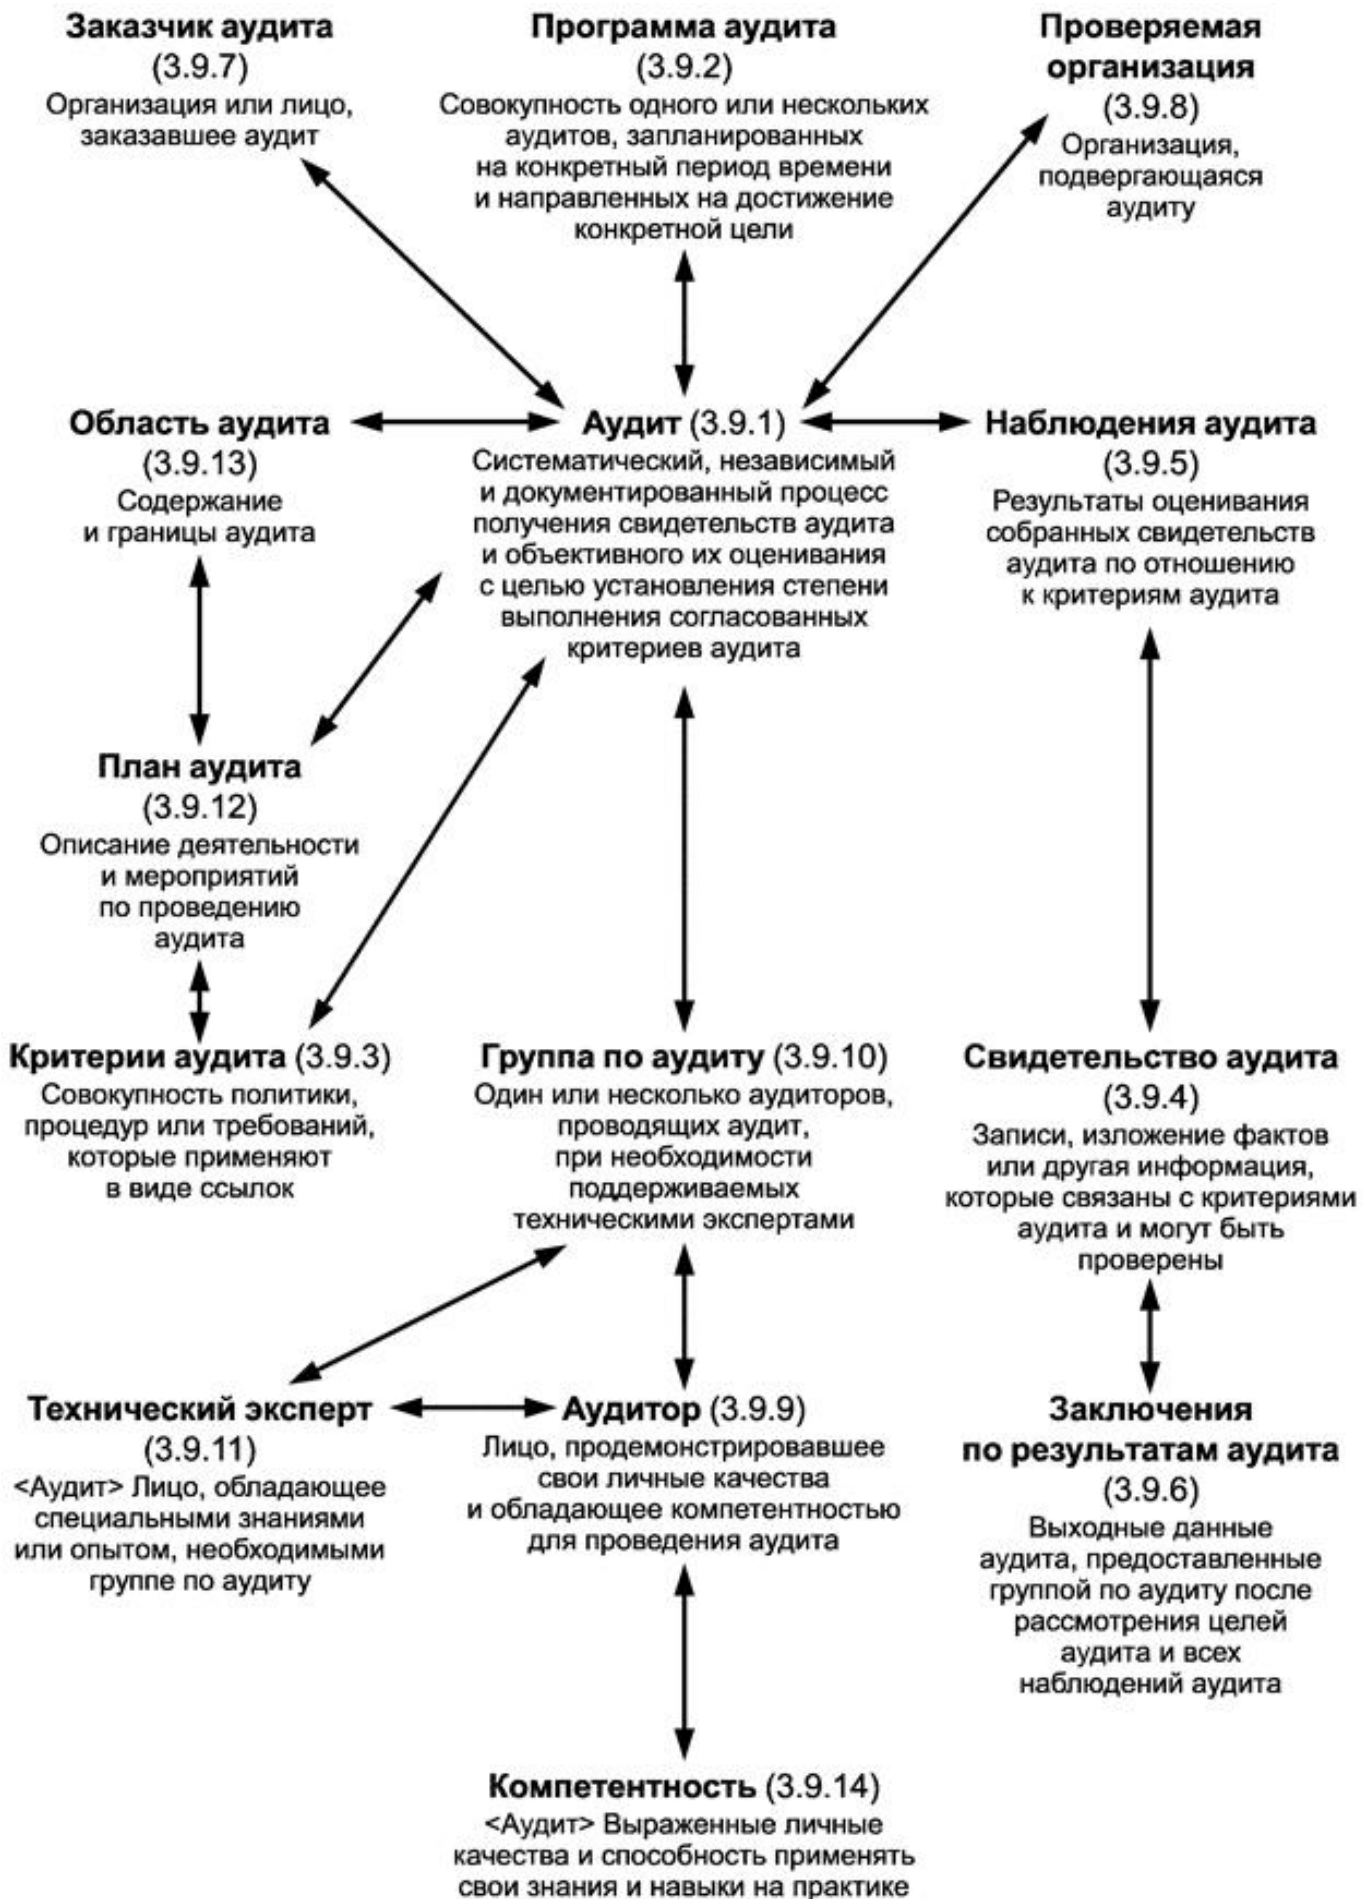 Заказчик аудита
(3.9.7)
Организация или лицо,
заказавшее аудит
Программа аудита
(3.9.2)
Совокупность одного или нескольких
аудитов, запланированных
на конкретный период времени
и направленных на достижение
конкретной цели
Проверяемая
организация
(3.9.8)
Организация,
подвергающаяся
аудиту
Область аудита
(3.9.13)
Содержание
и границы аудита
Аудит (3.9.1)
Систематический, независимый
и документированный процесс
получения свидетельств аудита
и объективного их оценивания
с целью установления степени
выполнения согласованных
критериев аудита
Наблюдения аудита
(3.9.5)
Результаты оценивания
собранных свидетельств
аудита по отношению
к критериям аудита
План аудита
(3.9.12)
Описание деятельности
и мероприятий
по проведению
аудита
Критерии аудита (3.9.3)
Совокупность политики,
процедур или требований,
которые применяют
в виде ссылок
Группа по аудиту (3.9.10)
Один или несколько аудиторов,
проводящих аудит,
при необходимости
поддерживаемых
техническими экспертами
Свидетельство аудита
(3.9.4)
Записи, изложение фактов
или другая информация,
которые связаны с критериями
аудита и могут быть
проверены
Технический эксперт
(3.9.11)
<Аудит> Лицо, обладающее
специальными знаниями
или опытом, необходимыми
группе по аудиту
Аудитор (3.9.9)
Лицо, продемонстрировавшее
свои личные качества
и обладающее компетентностью
для проведения аудита
Заключения
по результатам аудита
(3.9.6)
Выходные данные
аудита, предоставленные
группой по аудиту после
рассмотрения целей
аудита и всех
наблюдений аудита
Компетентность (3.9.14)
<Аудит> Выраженные личные
качества и способность применять
свои знания и навыки на практике